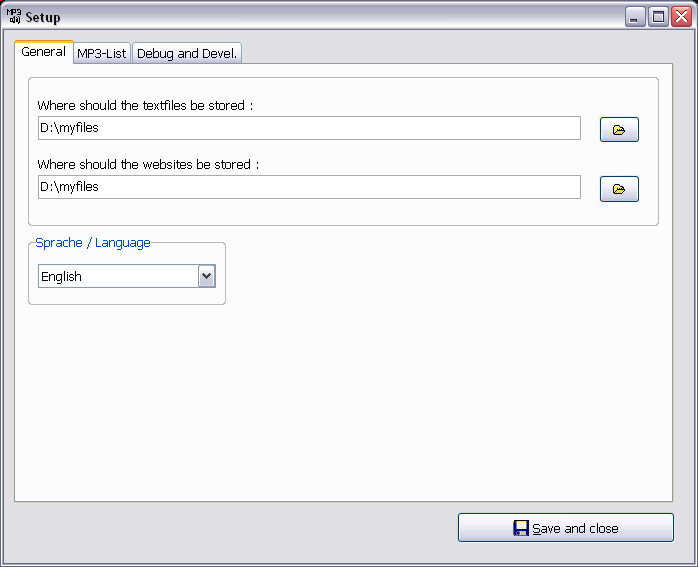 MP3 Setup
General MP3-List Debug and Devel.
Where should the textfiles be stored :
D:\myfiles
Where should the websites be stored :
D:\myfiles
Sprache / Language
English
Save and close